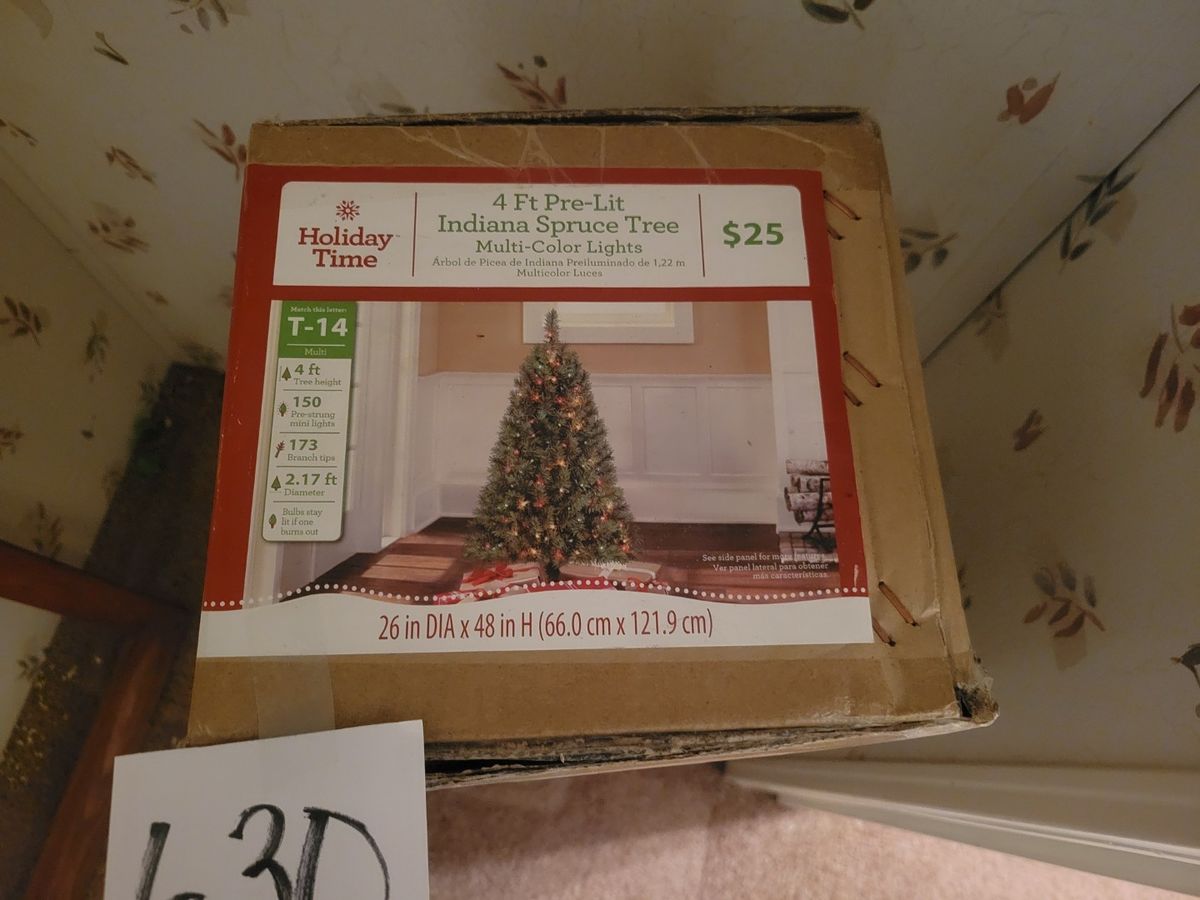 Holiday
Time
4 Ft Pre-Lit
Indiana Spruce Tree
Multi-Color Lights
Árbol de Picea de Indiana Preiluminado de 1,22 m
Multicolor Luces
$25
Match this letter:
T-14
Multi
4 ft
Tree height
150
Pre-strung
mini lights
173
Branch tips
2.17 ft
Diameter
Bulbs stay
lit if one
burns out
See side panel for more features.
Ver panel lateral para obtener
más características.
26 in DIA x 48 in H (66.0 cm x 121.9 cm)